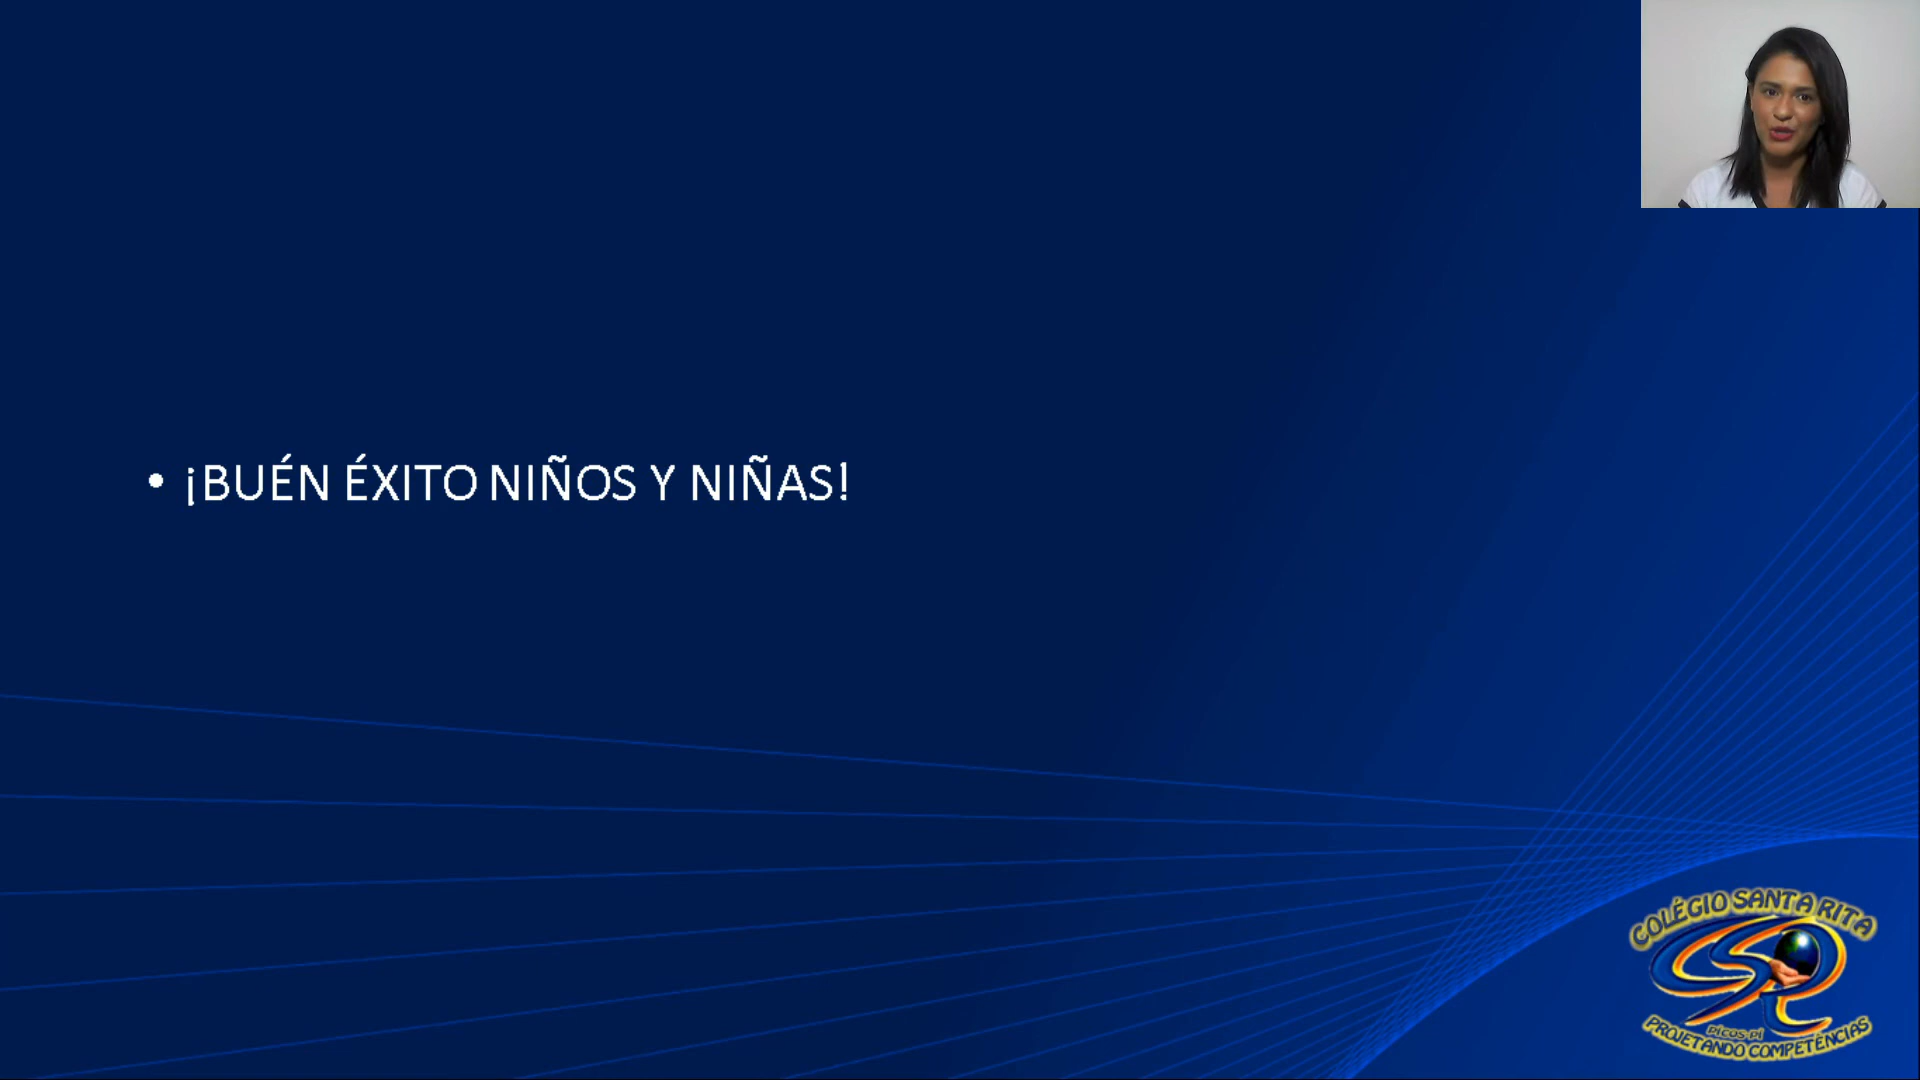 • ¡BUÉN ÉXITO NIÑOS Y NIÑAS!
COLÉGIO SANTA RITA
PICOS-PI
PROJETANDO COMPETÊNCIAS